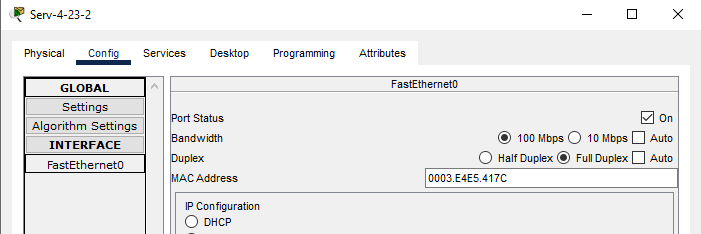 Serv-4-23-2
Physical Config Services Desktop Programming Attributes
GLOBAL
Settings
Algorithm Settings
INTERFACE
FastEthernet0
FastEthernet0
Port Status On
Bandwidth 100 Mbps 10 Mbps Auto
Duplex Half Duplex Full Duplex Auto
MAC Address 0003.E4E5.417C
IP Configuration
DHCP